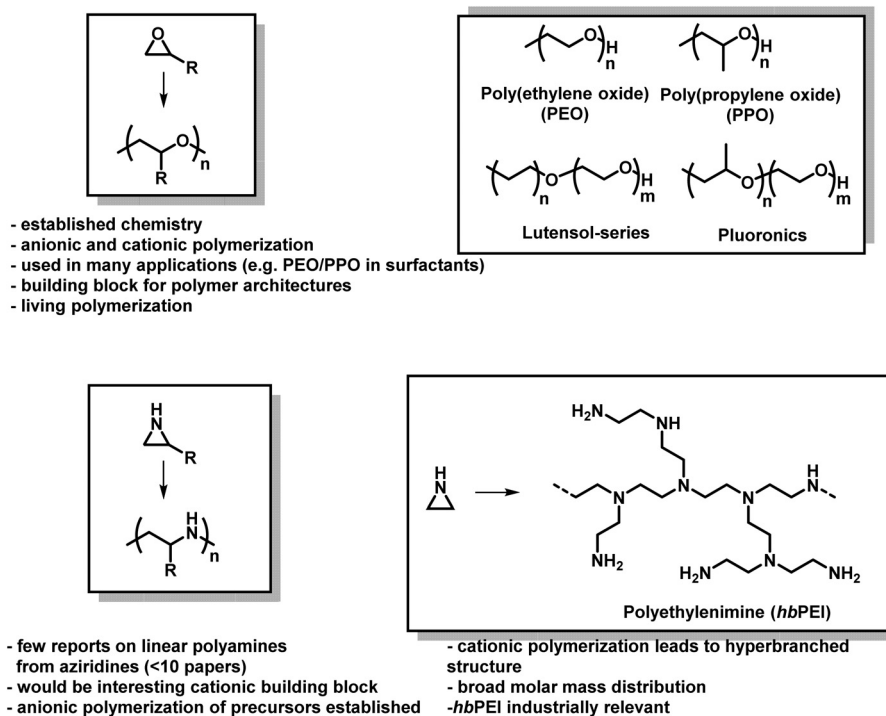 O
R
O
n
R
- established chemistry
- anionic and cationic polymerization
- used in many applications (e.g. PEO/PPO in surfactants)
- building block for polymer architectures
- living polymerization
O
H
n
O
H
n
Poly(ethylene oxide)
(PEO)
Poly(propylene oxide)
(PPO)
n
O
O
H
m
O
n
O
H
m
Lutensol-series
Pluoronics
H
N
R
H
N
n
R
- few reports on linear polyamines
from aziridines (<10 papers)
- would be interesting cationic building block
- anionic polymerization of precursors established
H
N
H2N
NH
N
N
N
H
N
NH2
N
H2N
NH2
Polyethylenimine (hbPEI)
- cationic polymerization leads to hyperbranched
structure
- broad molar mass distribution
-hbPEI industrially relevant